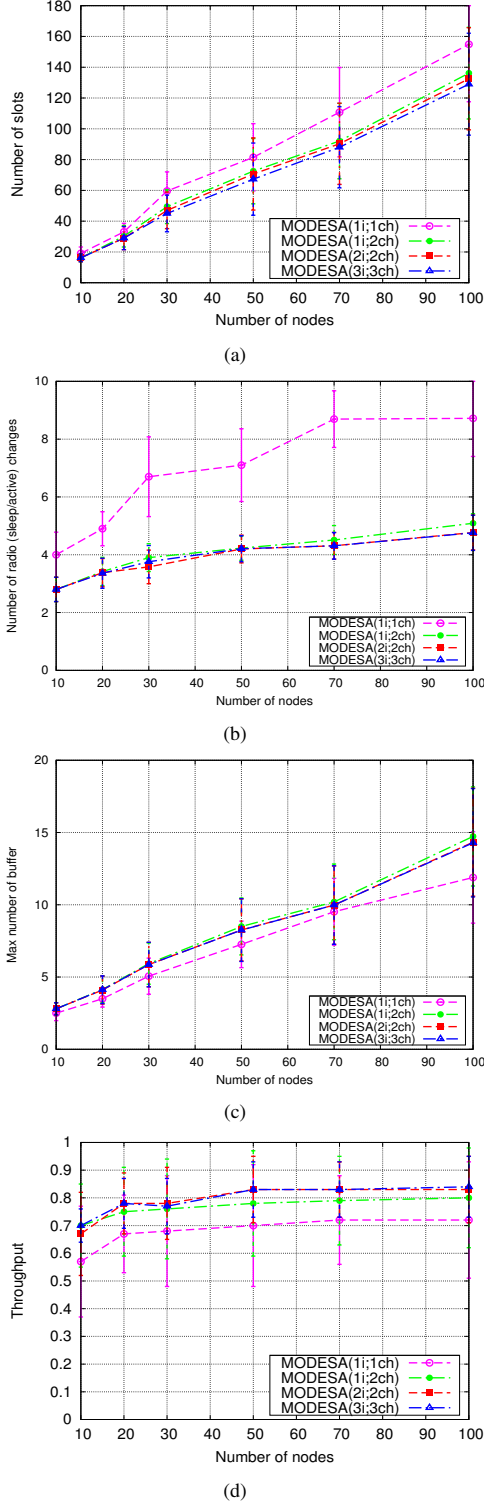 180
160
140
120
100
80
60
40
20
0
Number of slots
10 20 30 40 50 60 70 80 90 100
Number of nodes
MODESA(1i;1ch)
MODESA(1i;2ch)
MODESA(2i;2ch)
MODESA(3i;3ch)
(a)
10
8
6
4
2
0
Number of radio (sleep/active) changes
10 20 30 40 50 60 70 80 90 100
Number of nodes
MODESA(1i;1ch)
MODESA(1i;2ch)
MODESA(2i;2ch)
MODESA(3i;3ch)
(b)
20
15
10
5
0
Max number of buffer
10 20 30 40 50 60 70 80 90 100
Number of nodes
MODESA(1i;1ch)
MODESA(1i;2ch)
MODESA(2i;2ch)
MODESA(3i;3ch)
(c)
1
0.9
0.8
0.7
0.6
0.5
0.4
0.3
0.2
0.1
0
Throughput
10 20 30 40 50 60 70 80 90 100
Number of nodes
MODESA(1i;1ch)
MODESA(1i;2ch)
MODESA(2i;2ch)
MODESA(3i;3ch)
(d)